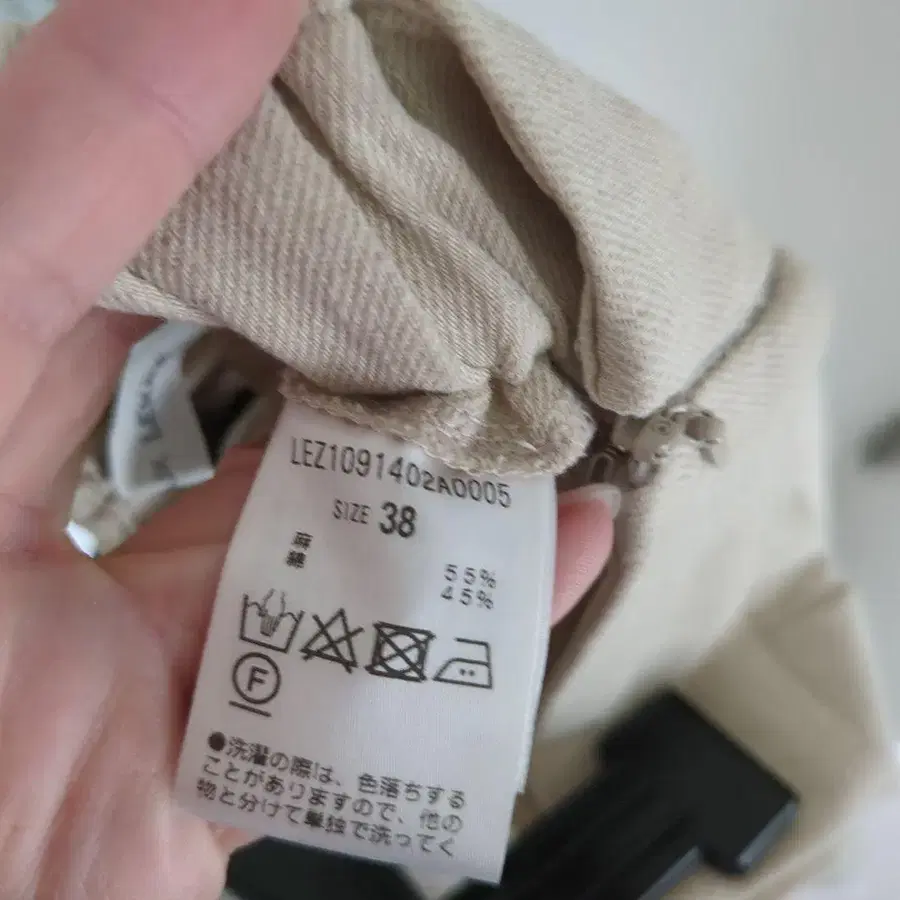 LEZ1091402A0005
SIZE 38
麻 55%
綿 45%
F
●洗濯の際は、色落ちする
ことがありますので、他の
物と分けて単独で洗ってく